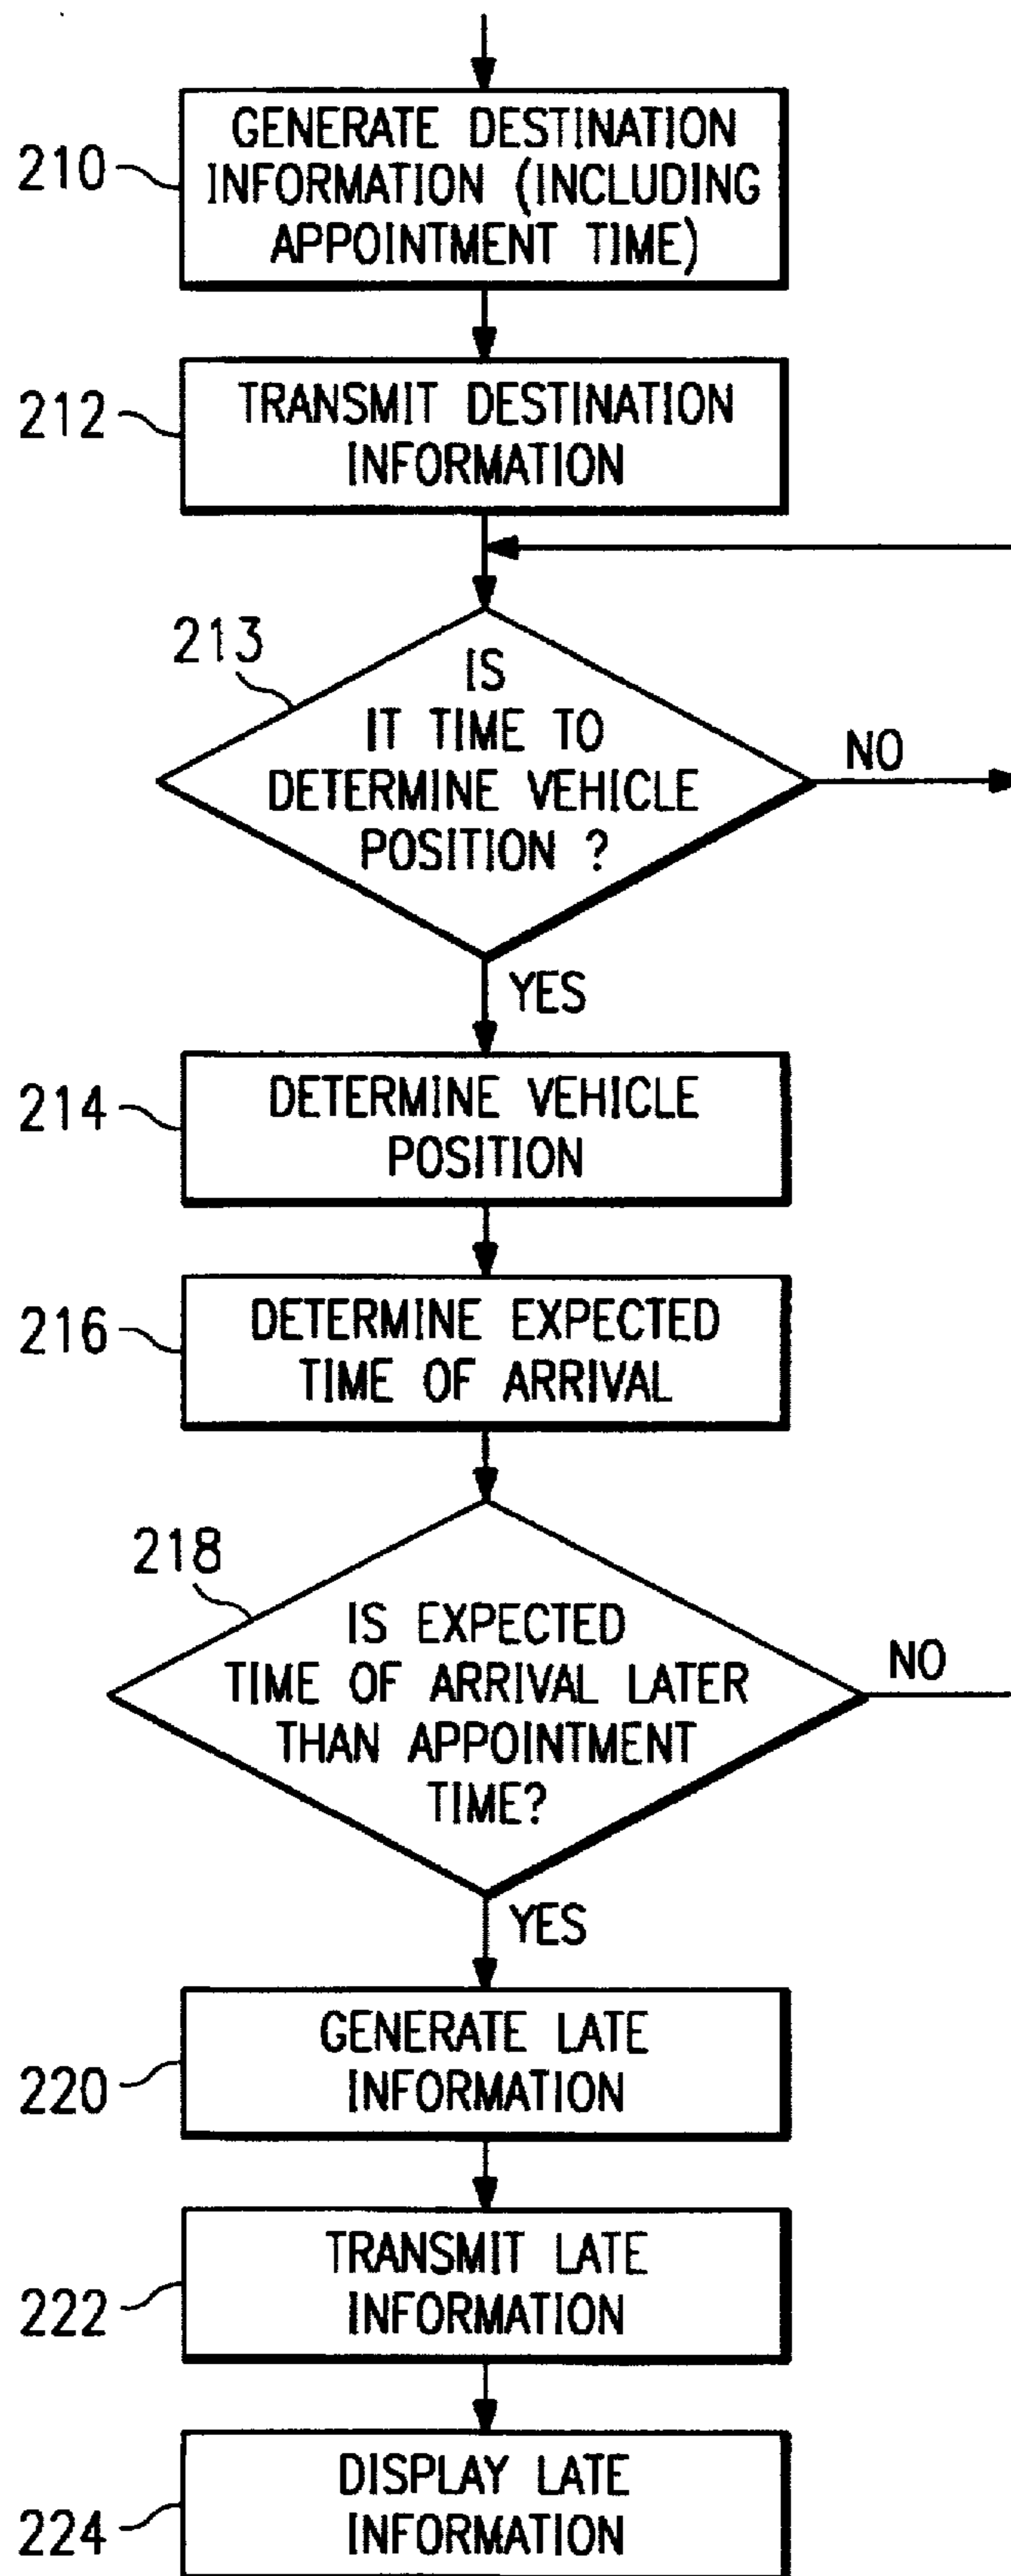 210
GENERATE DESTINATION
INFORMATION (INCLUDING
APPOINTMENT TIME)
212
TRANSMIT DESTINATION
INFORMATION
213
IS
IT TIME TO
DETERMINE VEHICLE
POSITION ?
NO
YES
214
DETERMINE VEHICLE
POSITION
216
DETERMINE EXPECTED
TIME OF ARRIVAL
218
IS EXPECTED
TIME OF ARRIVAL LATER
THAN APPOINTMENT
TIME?
NO
YES
220
GENERATE LATE
INFORMATION
222
TRANSMIT LATE
INFORMATION
224
DISPLAY LATE
INFORMATION